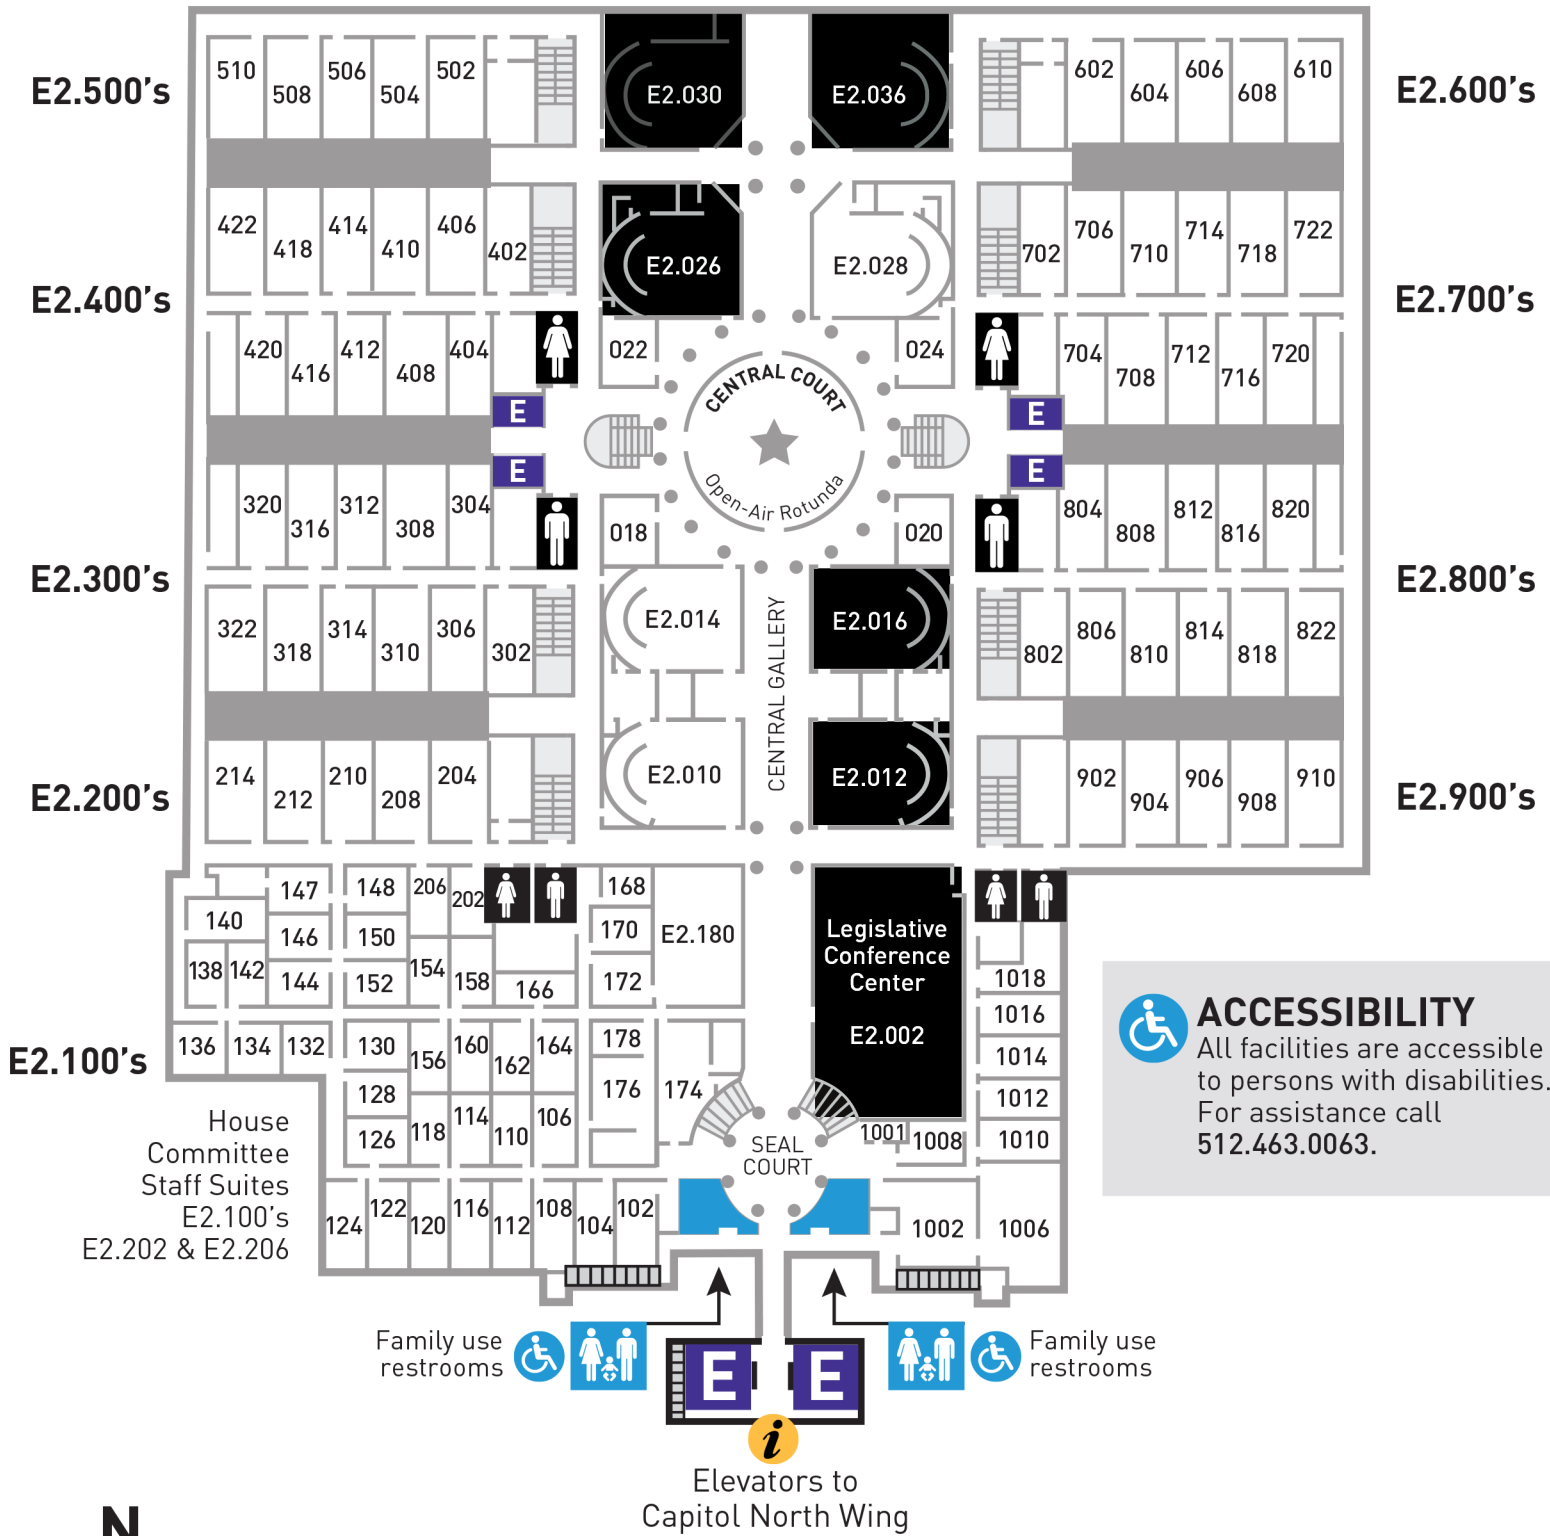 510
508
506
504
502
E2.030
E2.036
602
604
606
608
610
E2.500's
E2.600's
422
418
414
410
406
402
E2.026
E2.028
702
706
710
714
718
722
E2.400's
E2.700's
420
416
412
408
404
022
024
704
708
712
716
720
CENTRAL COURT
E
E
E
E
Open-Air Rotunda
320
316
312
308
304
018
020
804
808
812
816
820
E2.300's
E2.800's
322
318
314
310
306
302
E2.014
E2.016
802
806
810
814
818
822
CENTRAL GALLERY
214
212
210
208
204
E2.010
E2.012
902
904
906
908
910
E2.200's
E2.900's
147
148
206
202
168
140
146
150
170
E2.180
138
142
144
152
154
158
166
172
Legislative
Conference
Center
E2.002
1018
1016
1014
1012
1010
E2.100's
136
134
132
130
156
160
162
164
178
128
176
174
126
118
114
110
106
1001
1008
SEAL
COURT
124
122
120
116
112
108
104
102
1002
1006
House
Committee
Staff Suites
E2.100's
E2.202 & E2.206
ACCESSIBILITY
All facilities are accessible
to persons with disabilities.
For assistance call
512.463.0063.
Family use
restrooms
E
E
Family use
restrooms
i
Elevators to
Capitol North Wing
N